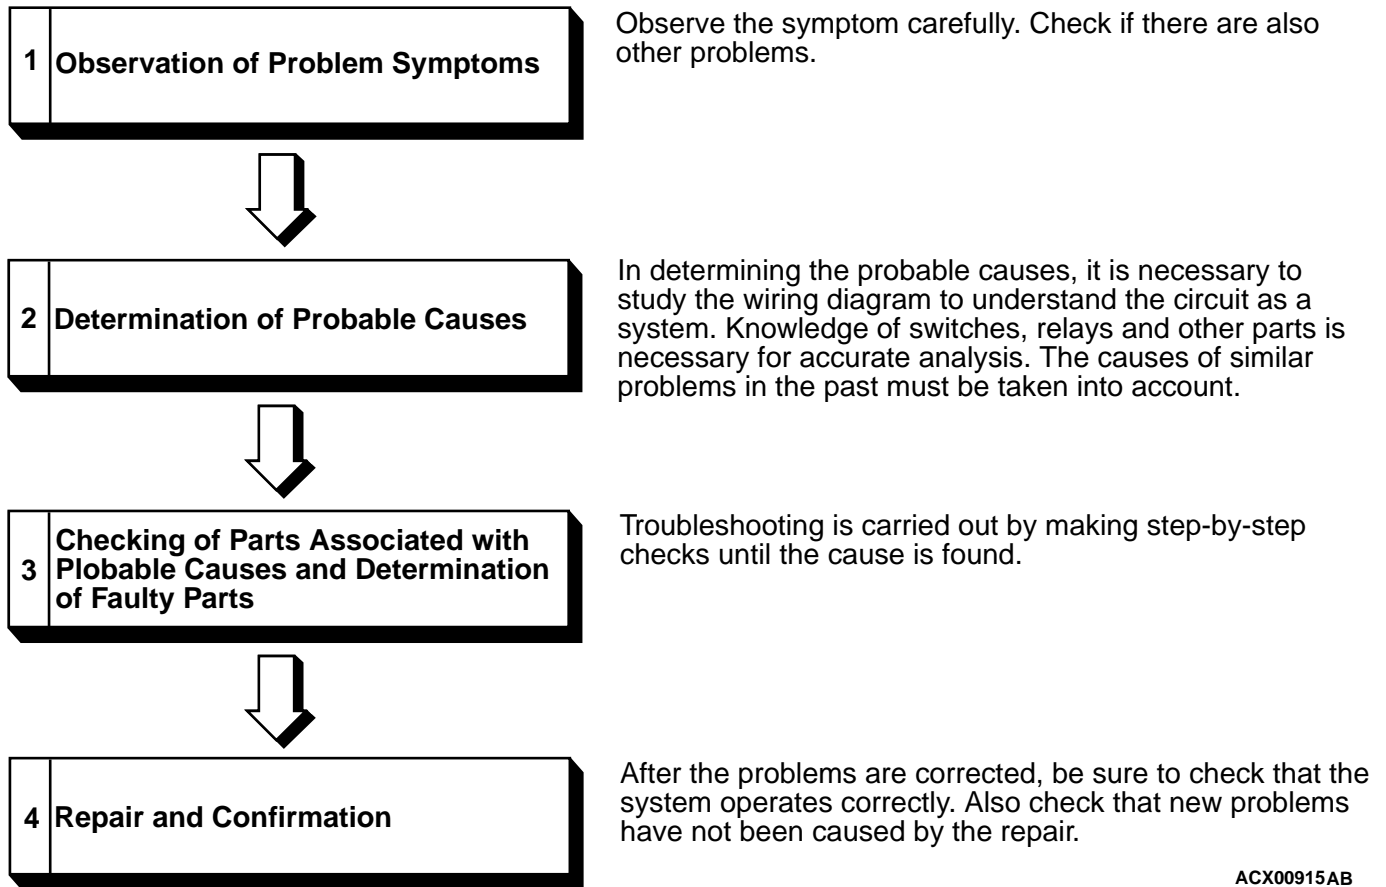 1 Observation of Problem Symptoms
Observe the symptom carefully. Check if there are also
other problems.
2 Determination of Probable Causes
In determining the probable causes, it is necessary to
study the wiring diagram to understand the circuit as a
system. Knowledge of switches, relays and other parts is
necessary for accurate analysis. The causes of similar
problems in the past must be taken into account.
3
Checking of Parts Associated with
Plobable Causes and Determination
of Faulty Parts
Troubleshooting is carried out by making step-by-step
checks until the cause is found.
4 Repair and Confirmation
After the problems are corrected, be sure to check that the
system operates correctly. Also check that new problems
have not been caused by the repair.
ACX00915AB